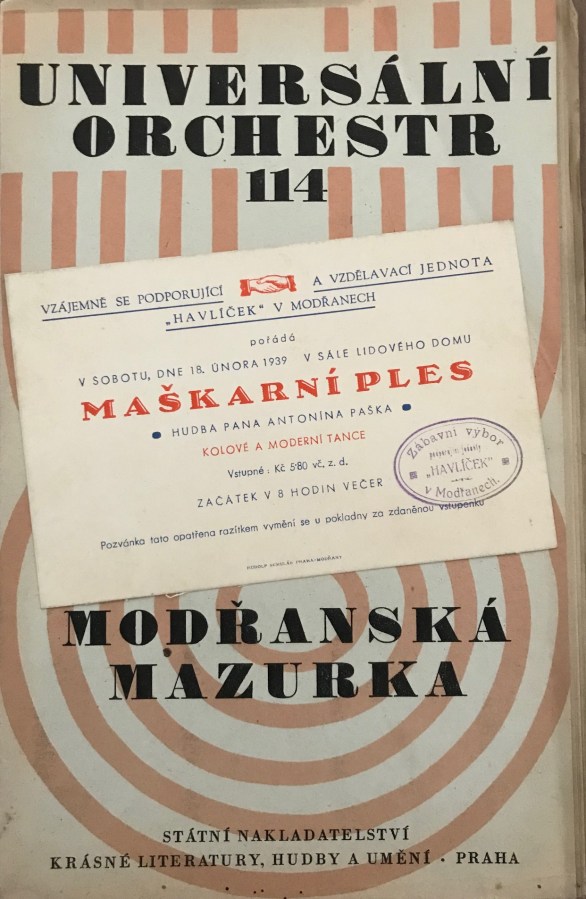 UNIVERSÁLNÍ
ORCHESTR
114
VZÁJEMNĚ SE PODPORUJÍCÍ A VZDĚLAVACÍ JEDNOTA
„HAVLÍČEK" V MODŘANECH
pořádá
V SOBOTU, DNE 18. ÚNORA 1939 V SÁLE LIDOVÉHO DOMU
MAŠKARNÍ PLES
HUDBA PANA ANTONÍNA PAŠKA
KOLOVÉ A MODERNÍ TANCE
Vstupné: Kč 5·80 vč. z. d.
ZAČÁTEK V 8 HODIN VEČER
Pozvánka tato opatřena razítkem vymění se u pokladny za zdaněnou vstupenku
Zábavní výbor
„HAVLÍČEK"
v Modřanech.
MODŘANSKÁ
MAZURKA
STÁTNÍ NAKLADATELSTVÍ
KRÁSNÉ LITERATURY, HUDBY A UMĚNÍ · PRAHA